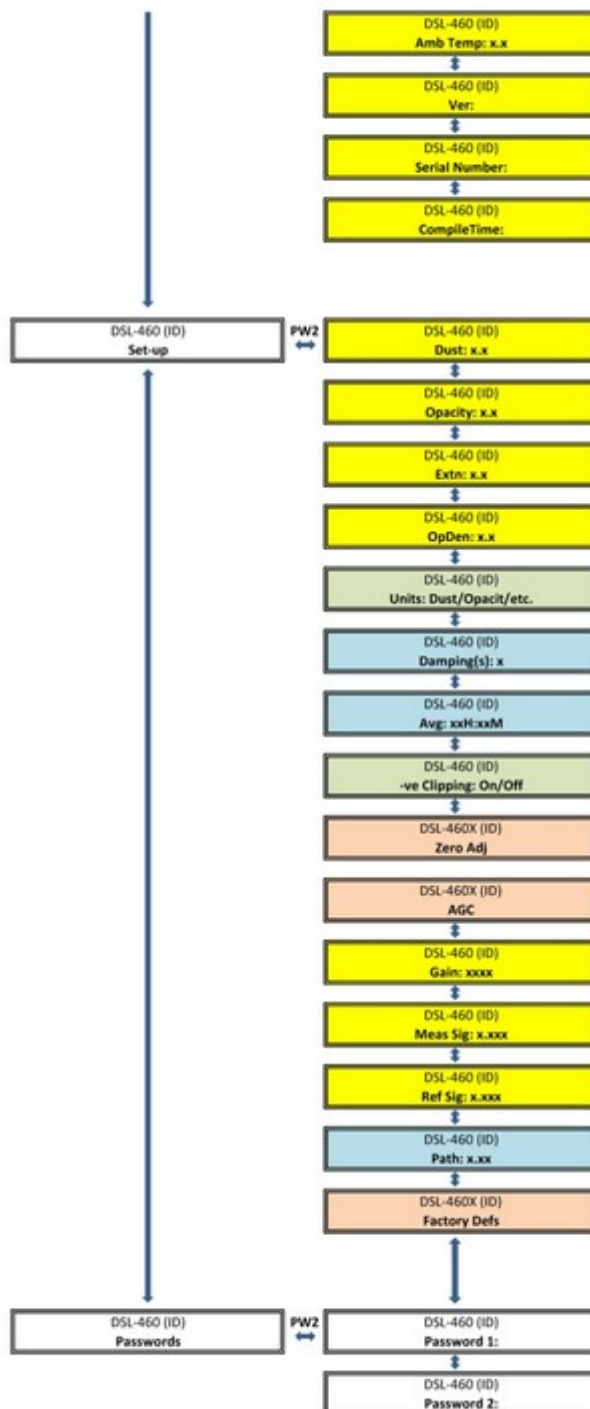 DSL-460 (ID)
Amb Temp: x.x
DSL-460 (ID)
Ver:
DSL-460 (ID)
Serial Number:
DSL-460 (ID)
CompileTime:
DSL-460 (ID)
Set-up
PW2
DSL-460 (ID)
Dust: x.x
DSL-460 (ID)
Opacity: x.x
DSL-460 (ID)
Extn: x.x
DSL-460 (ID)
OpDen: x.x
DSL-460 (ID)
Units: Dust/Opacit/etc.
DSL-460 (ID)
Damping(s): x
DSL-460 (ID)
Avg: xxH:xxM
DSL-460 (ID)
-ve Clipping: On/Off
DSL-460X (ID)
Zero Adj
DSL-460X (ID)
AGC
DSL-460 (ID)
Gain: xxxx
DSL-460 (ID)
Meas Sig: x.xxx
DSL-460 (ID)
Ref Sig: x.xxx
DSL-460 (ID)
Path: x.xx
DSL-460X (ID)
Factory Defs
DSL-460 (ID)
Passwords
PW2
DSL-460 (ID)
Password 1:
DSL-460 (ID)
Password 2: